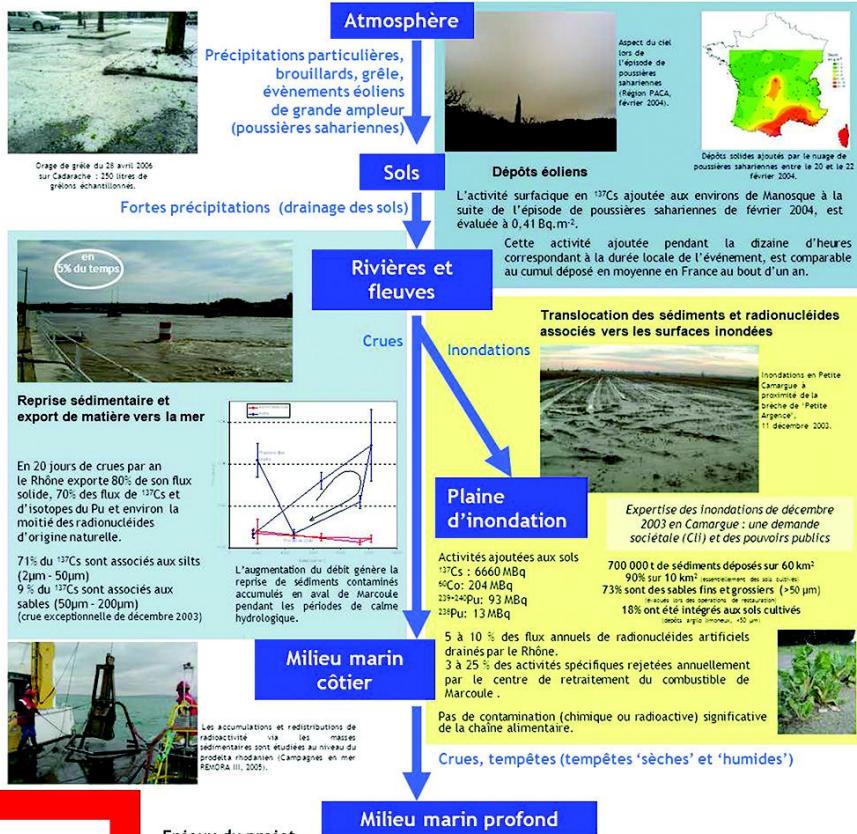 Atmosphère
Précipitations particulières,
brouillards, grêle,
évènements éoliens
de grande ampleur
(poussières sahariennes)
Orage de grêle du 28 avril 2006
sur Cadarache : 250 litres de
grêlons échantillonnés.
Aspect du ciel
lors de
l'épisode de
poussières
sahariennes
(Région PACA,
février 2004).
Dépôts solides ajoutés par le nuage de
poussières sahariennes entre le 20 et le 22
février 2004.
Sols
Dépôts éoliens
L'activité surfacique en ¹³⁷Cs ajoutée aux environs de Manosque à la
suite de l'épisode de poussières sahariennes de février 2004, est
évaluée à 0,41 Bq.m⁻².
Cette activité ajoutée pendant la dizaine d'heures
correspondant à la durée locale de l'événement, est comparable
au cumul déposé en moyenne en France au bout d'un an.
Fortes précipitations (drainage des sols)
Rivières et
fleuves
en
5% du temps
Crues
Inondations
Reprise sédimentaire et
export de matière vers la mer
En 20 jours de crues par an
le Rhône exporte 80% de son flux
solide, 70% des flux de ¹³⁷Cs et
d'isotopes du Pu et environ la
moitié des radionucléides
d'origine naturelle.
71% du ¹³⁷Cs sont associés aux silts
(2µm - 50µm)
9 % du ¹³⁷Cs sont associés aux
sables (50µm - 200µm)
(crue exceptionnelle de décembre 2003)
L'augmentation du débit génère la
reprise de sédiments contaminés
accumulés en aval de Marcoule
pendant les périodes de calme
hydrologique.
Translocation des sédiments et radionucléides
associés vers les surfaces inondées
Inondations en Petite
Camargue à
proximité de la
brèche de 'Petite
Argence',
11 décembre 2003.
Plaine
d'inondation
Expertise des inondations de décembre
2003 en Camargue : une demande
sociétale (Cli) et des pouvoirs publics
Activités ajoutées aux sols
¹³⁷Cs : 6660 MBq
⁶⁰Co: 204 MBq
²³⁹⁺²⁴⁰Pu: 93 MBq
²³⁸Pu: 13 MBq
700 000 t de sédiments déposés sur 60 km²
90% sur 10 km² (essentiellement des sols cultivés)
73% sont des sables fins et grossiers (>50 µm)
(évacués lors des opérations de restauration)
18% ont été intégrés aux sols cultivés
(dépôts argilo limoneux, <50 µm)
5 à 10 % des flux annuels de radionucléides artificiels
drainés par le Rhône.
3 à 25 % des activités spécifiques rejetées annuellement
par le centre de retraitement du combustible de
Marcoule .
Pas de contamination (chimique ou radioactive) significative
de la chaîne alimentaire.
Milieu marin
côtier
Les accumulations et redistributions de
radioactivité via les masses
sédimentaires sont étudiées au niveau du
prodelta rhodanien (Campagnes en mer
REMORA III, 2005).
Crues, tempêtes (tempêtes 'sèches' et 'humides')
Milieu marin profond